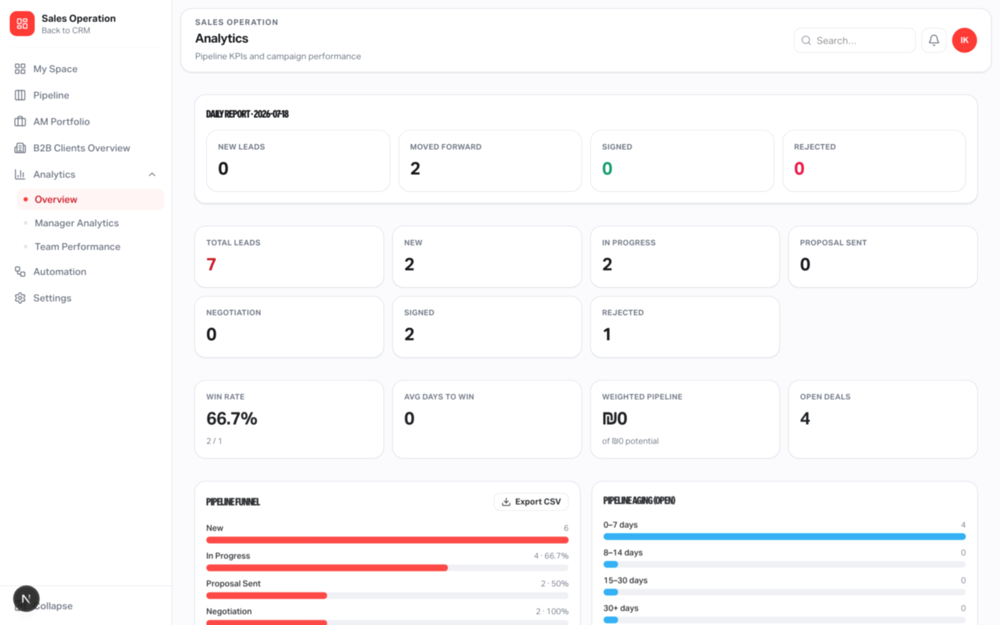 Sales Operation
Back to CRM
My Space
Pipeline
AM Portfolio
B2B Clients Overview
Analytics
Overview
Manager Analytics
Team Performance
Automation
Settings
N
Collapse
SALES OPERATION
Analytics
Pipeline KPIs and campaign performance
Search...
IK
DAILY REPORT · 2026-07-18
NEW LEADS
0
MOVED FORWARD
2
SIGNED
0
REJECTED
0
TOTAL LEADS
7
NEW
2
IN PROGRESS
2
PROPOSAL SENT
0
NEGOTIATION
0
SIGNED
2
REJECTED
1
WIN RATE
66.7%
2 / 1
AVG DAYS TO WIN
0
WEIGHTED PIPELINE
₪0
of ₪0 potential
OPEN DEALS
4
PIPELINE FUNNEL
Export CSV
New 6
In Progress 4 · 66.7%
Proposal Sent 2 · 50%
Negotiation 2 · 100%
PIPELINE AGING (OPEN)
0–7 days 4
8–14 days 0
15–30 days 0
30+ days 0